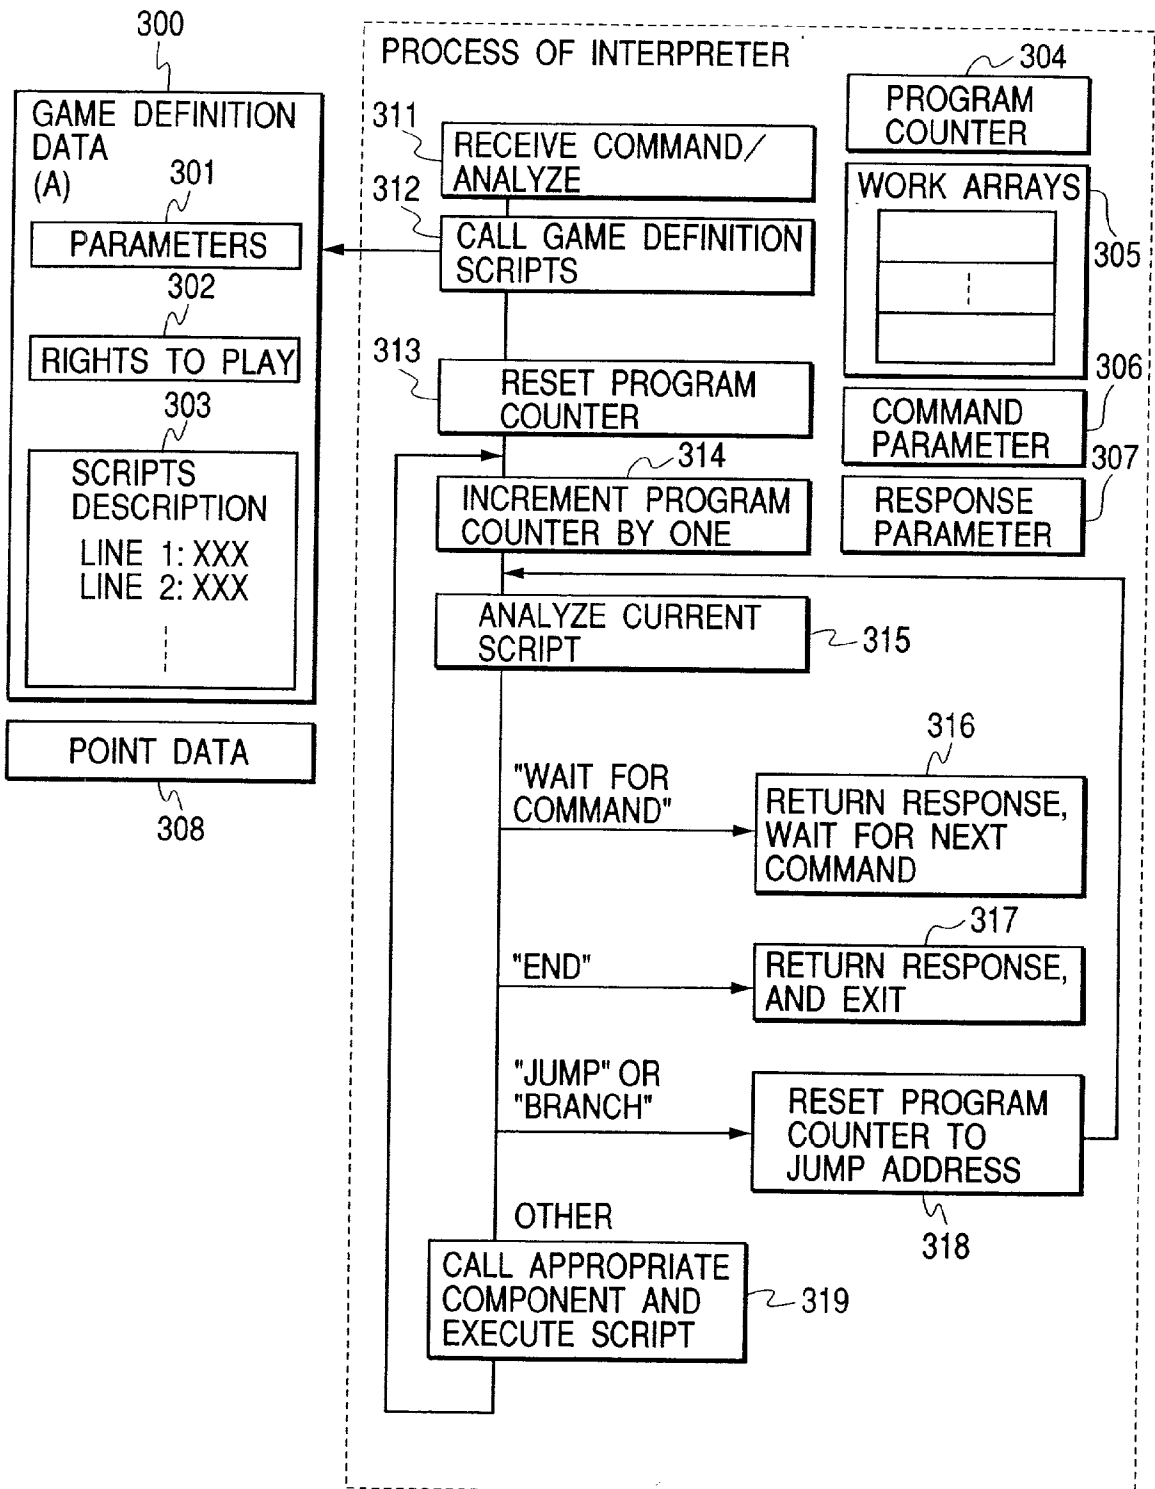 300
GAME DEFINITION
DATA
(A)
301
PARAMETERS
302
RIGHTS TO PLAY
303
SCRIPTS
DESCRIPTION
LINE 1: XXX
LINE 2: XXX
POINT DATA
308
PROCESS OF INTERPRETER
311
RECEIVE COMMAND/
ANALYZE
312
CALL GAME DEFINITION
SCRIPTS
313
RESET PROGRAM
COUNTER
314
INCREMENT PROGRAM
COUNTER BY ONE
ANALYZE CURRENT
SCRIPT
315
"WAIT FOR
COMMAND"
316
RETURN RESPONSE,
WAIT FOR NEXT
COMMAND
"END"
317
RETURN RESPONSE,
AND EXIT
"JUMP" OR
"BRANCH"
RESET PROGRAM
COUNTER TO
JUMP ADDRESS
318
OTHER
CALL APPROPRIATE
COMPONENT AND
EXECUTE SCRIPT
319
304
PROGRAM
COUNTER
WORK ARRAYS
305
306
COMMAND
PARAMETER
307
RESPONSE
PARAMETER